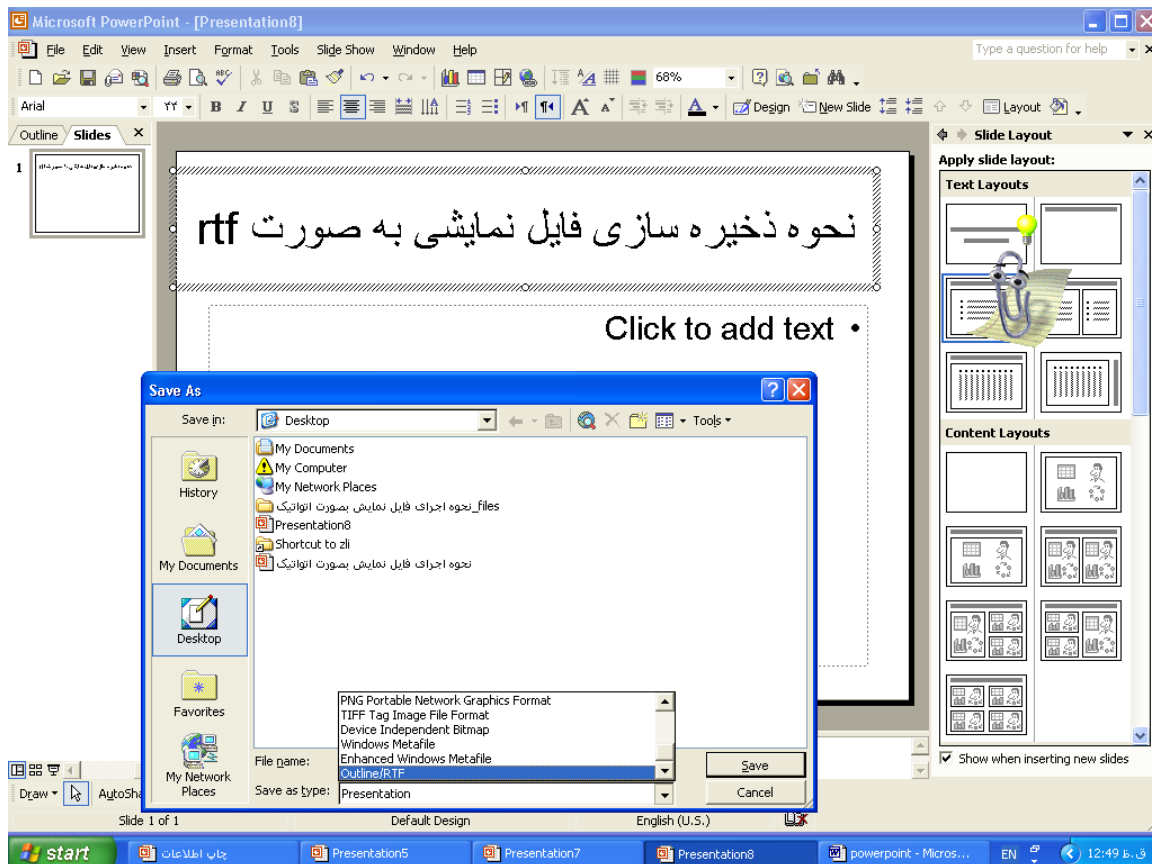 Microsoft PowerPoint - [Presentation8]
File Edit View Insert Format Tools Slide Show Window Help Type a question for help
68%
Arial ۲۲ B I U S A A A Design New Slide Layout
Outline Slides
Slide Layout
1
Apply slide layout:
Text Layouts
نحوه ذخیره سازی فایل نمایشی به صورت rtf
Click to add text •
Content Layouts
Save As
Save in: Desktop Tools
My Documents
My Computer
My Network Places
نحوه اجرای فایل نمایش بصورت اتواتیک_files
Presentation8
Shortcut to zli
نحوه اجرای فایل نمایش بصورت اتواتیک
History
My Documents
Desktop
Favorites
My Network Places
PNG Portable Network Graphics Format
TIFF Tag Image File Format
Device Independent Bitmap
Windows Metafile
Enhanced Windows Metafile
Outline/RTF
File name: Save
Save as type: Presentation Cancel
Show when inserting new slides
Draw AutoSha
Slide 1 of 1 Default Design English (U.S.)
start چاپ اطلاعات Presentation5 Presentation7 Presentation8 powerpoint - Micros... EN 12:49 ق.ظ